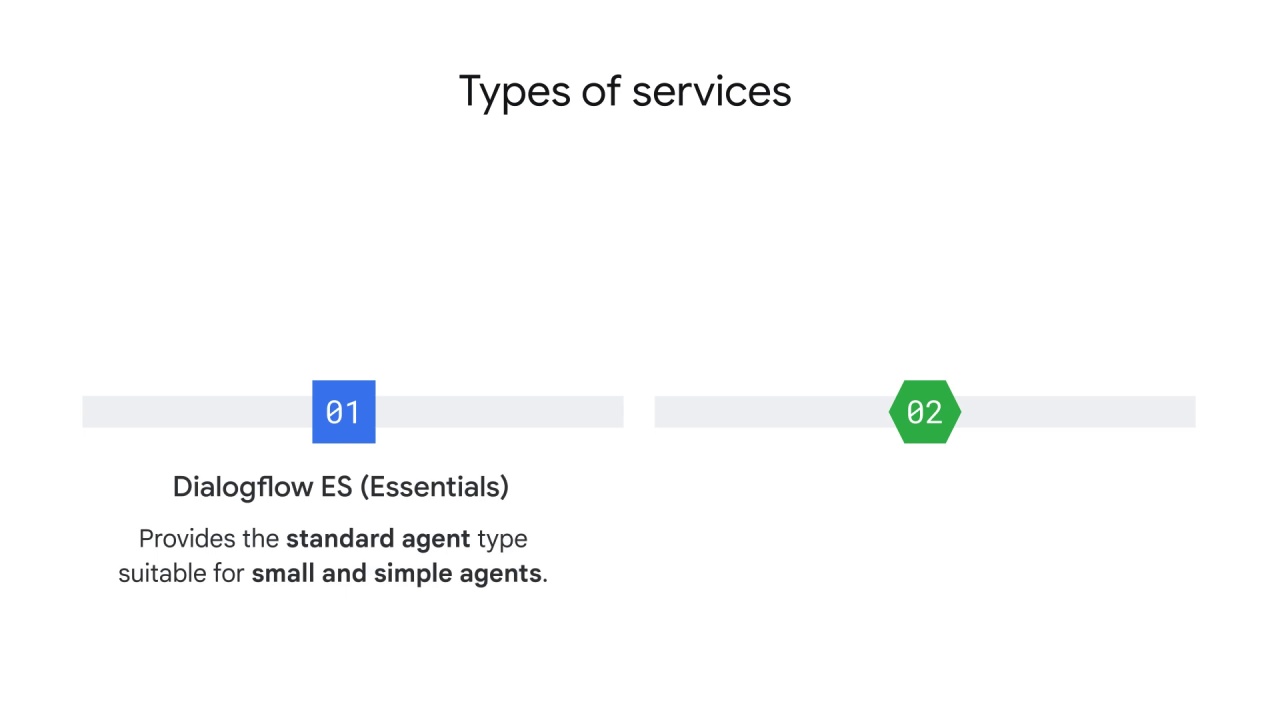 Types of services
01
02
Dialogflow ES (Essentials)
Provides the standard agent type
suitable for small and simple agents.